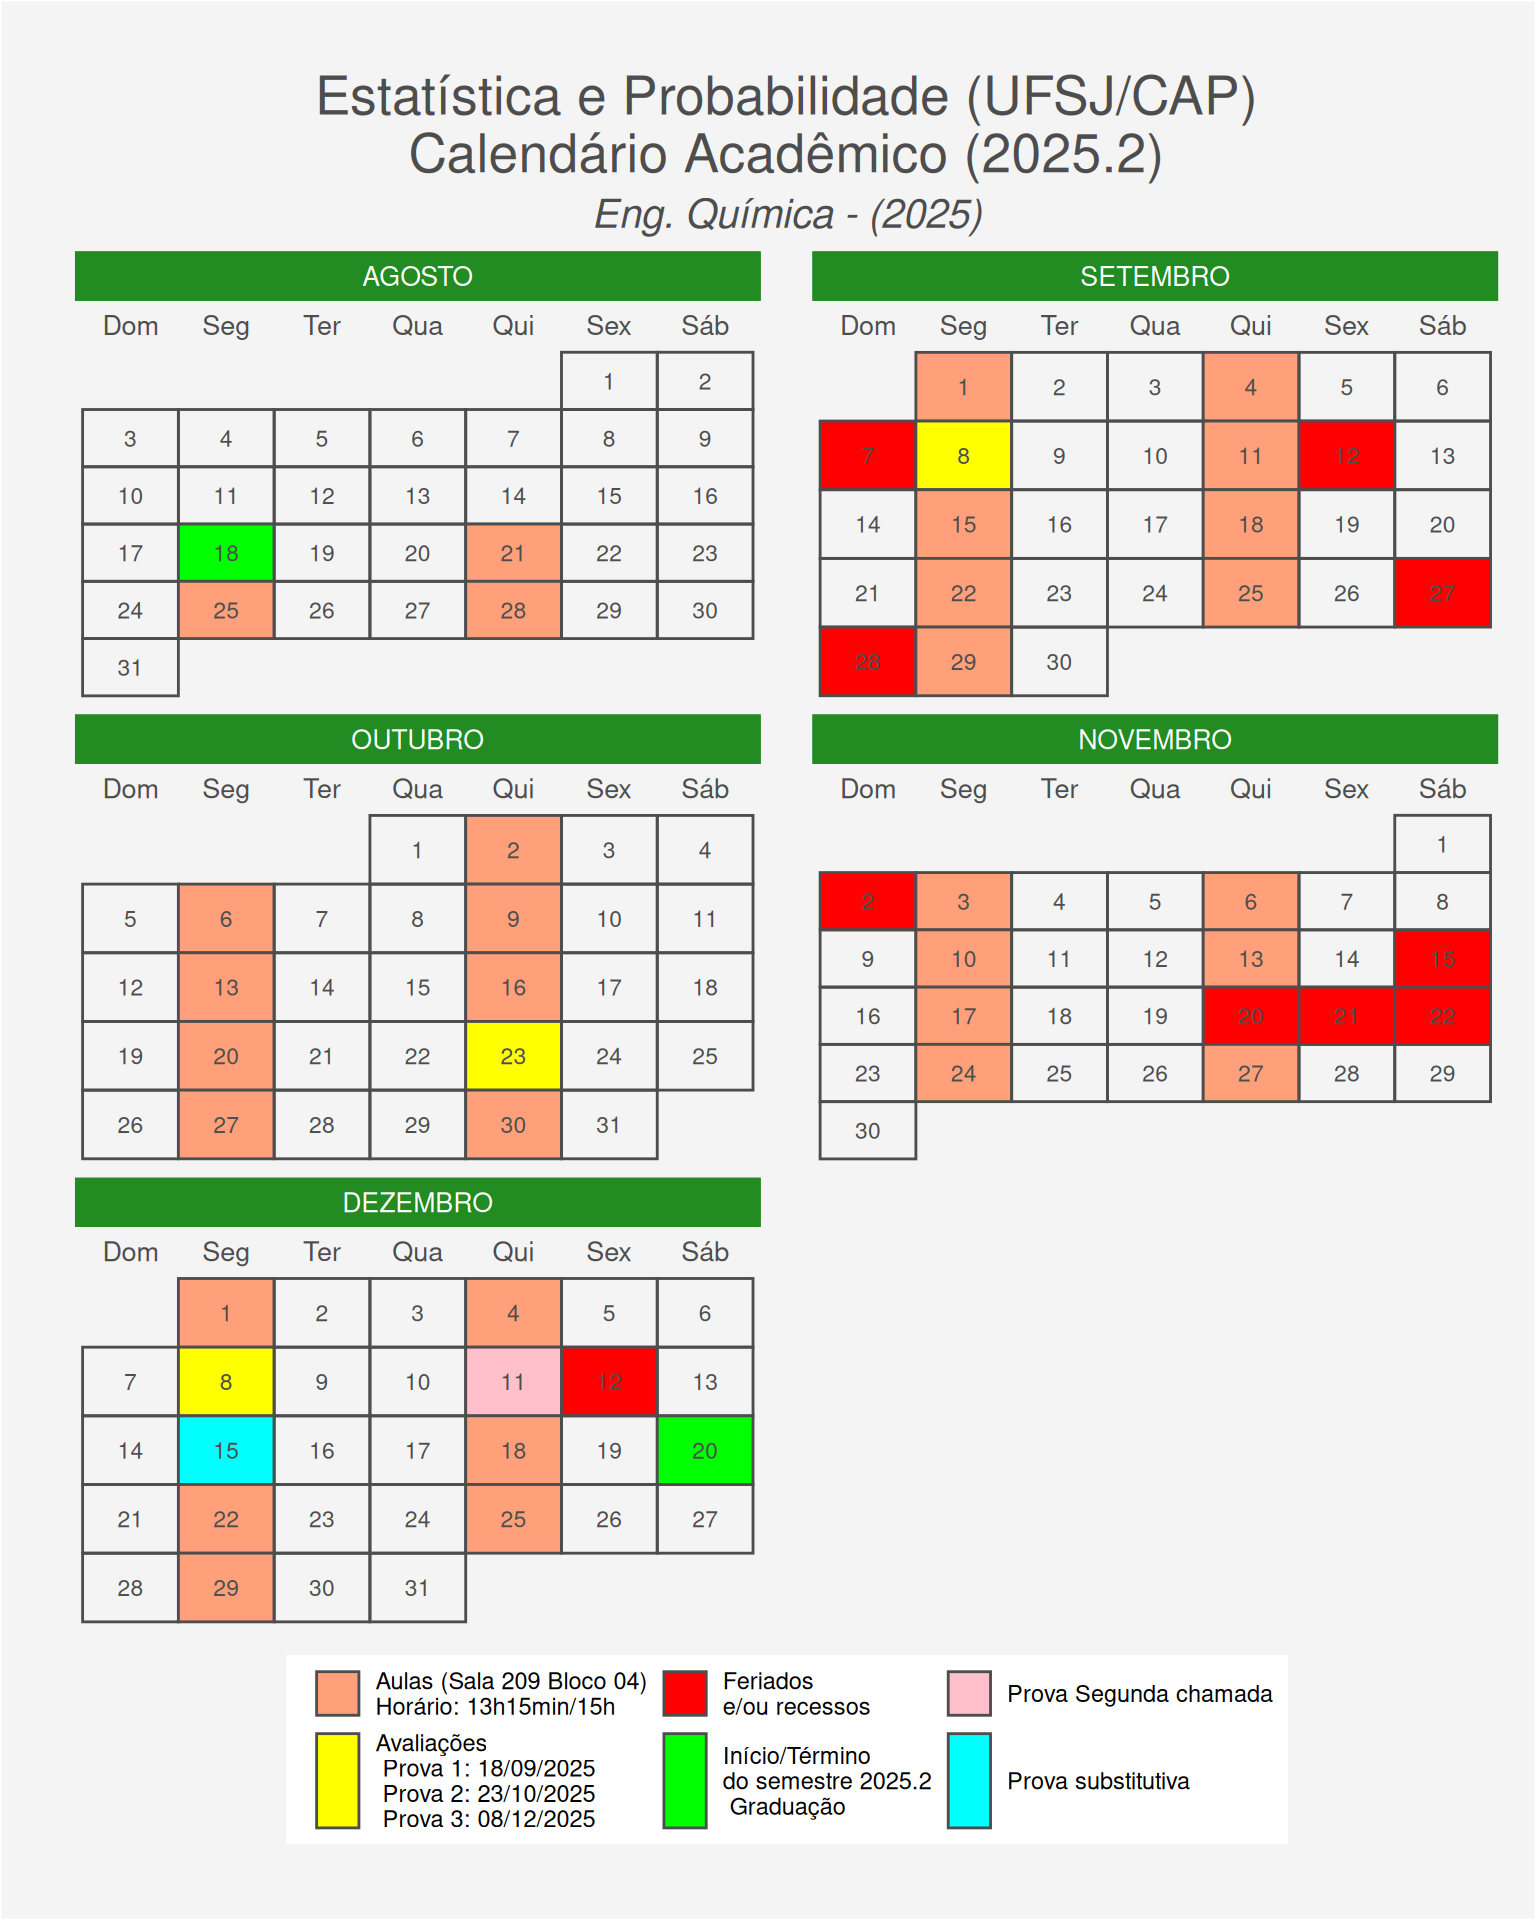 Estatística e Probabilidade (UFSJ/CAP)
Calendário Acadêmico (2025.2)
Eng. Química - (2025)
AGOSTO
Dom Seg Ter Qua Qui Sex Sáb
1 2
3 4 5 6 7 8 9
10 11 12 13 14 15 16
17 18 19 20 21 22 23
24 25 26 27 28 29 30
31
SETEMBRO
Dom Seg Ter Qua Qui Sex Sáb
1 2 3 4 5 6
7 8 9 10 11 12 13
14 15 16 17 18 19 20
21 22 23 24 25 26 27
28 29 30
OUTUBRO
Dom Seg Ter Qua Qui Sex Sáb
1 2 3 4
5 6 7 8 9 10 11
12 13 14 15 16 17 18
19 20 21 22 23 24 25
26 27 28 29 30 31
NOVEMBRO
Dom Seg Ter Qua Qui Sex Sáb
1
2 3 4 5 6 7 8
9 10 11 12 13 14 15
16 17 18 19 20 21 22
23 24 25 26 27 28 29
30
DEZEMBRO
Dom Seg Ter Qua Qui Sex Sáb
1 2 3 4 5 6
7 8 9 10 11 12 13
14 15 16 17 18 19 20
21 22 23 24 25 26 27
28 29 30 31
Aulas (Sala 209 Bloco 04)
Horário: 13h15min/15h
Avaliações
Prova 1: 18/09/2025
Prova 2: 23/10/2025
Prova 3: 08/12/2025
Feriados
e/ou recessos
Início/Término
do semestre 2025.2
Graduação
Prova Segunda chamada
Prova substitutiva